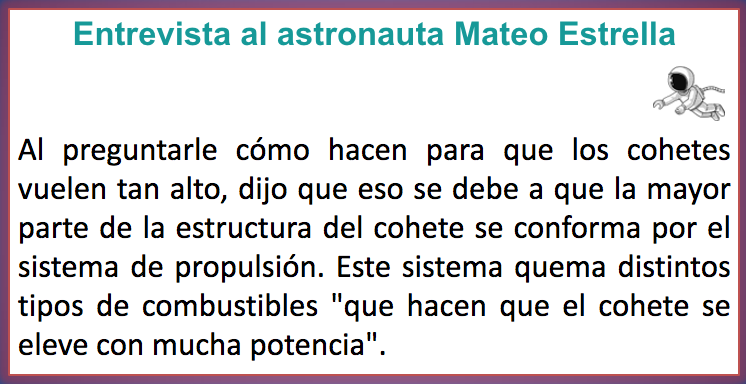 Entrevista al astronauta Mateo Estrella
Al preguntarle cómo hacen para que los cohetes
vuelen tan alto, dijo que eso se debe a que la mayor
parte de la estructura del cohete se conforma por el
sistema de propulsión. Este sistema quema distintos
tipos de combustibles "que hacen que el cohete se
eleve con mucha potencia".